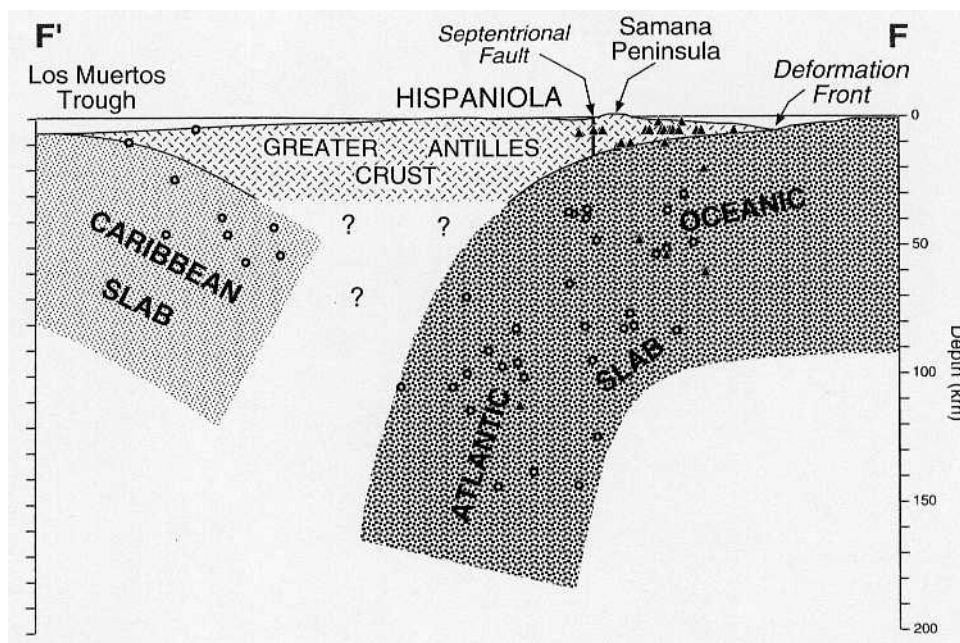 F'
F
Septentrional
Fault
Samana
Peninsula
Los Muertos
Trough
HISPANIOLA
Deformation
Front
GREATER ANTILLES
CRUST
CARIBBEAN
SLAB
? ?
?
ATLANTIC
OCEANIC
SLAB
0
50
100
150
200
Depth (km)